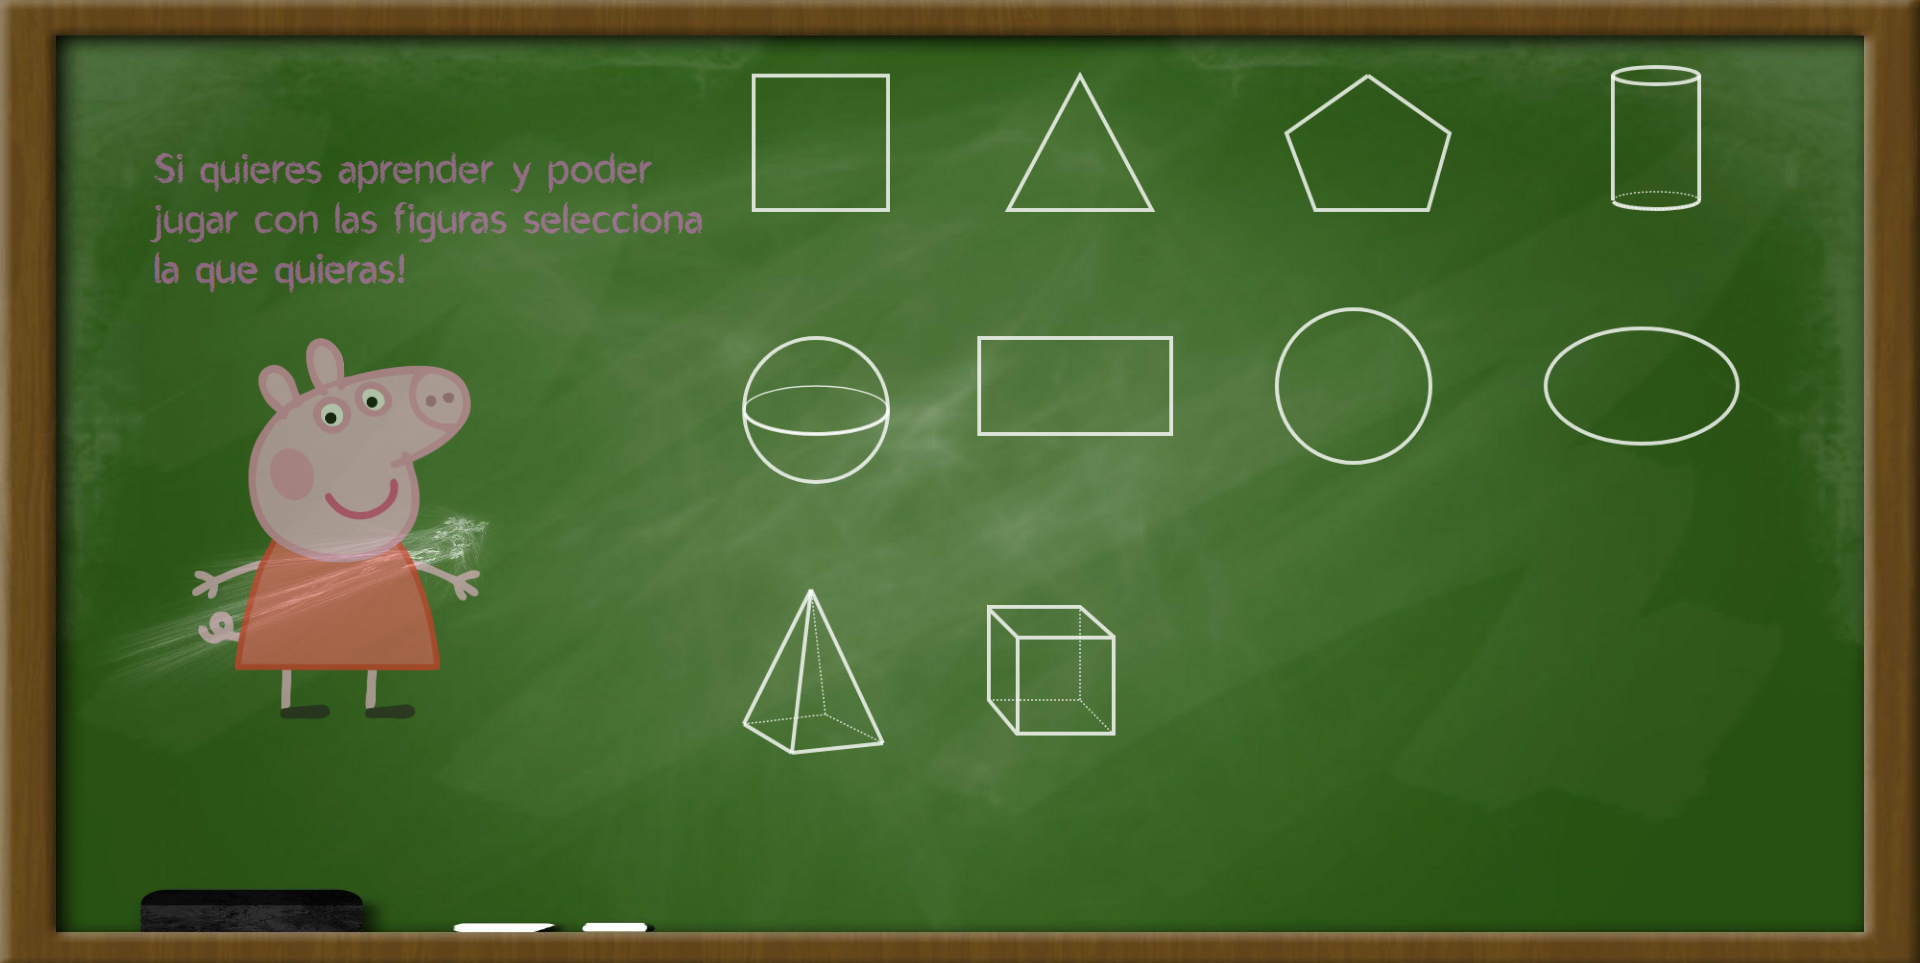 Si quieres aprender y poder
jugar con las figuras selecciona
la que quieras!